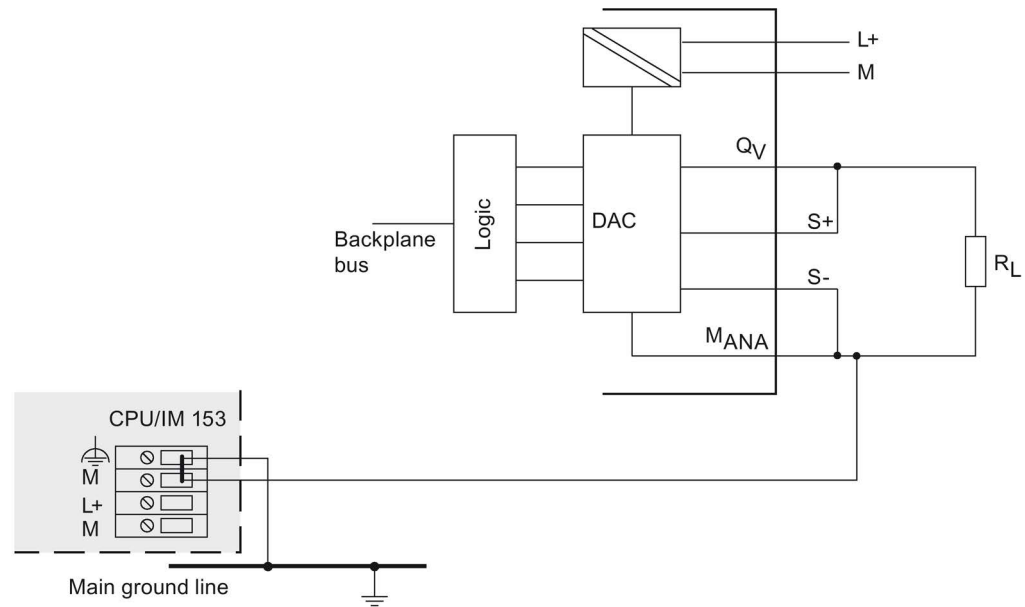 L+
M
QV
S+
S-
MANA
DAC
Logic
Backplane
bus
RL
CPU/IM 153
M
L+
M
Main ground line